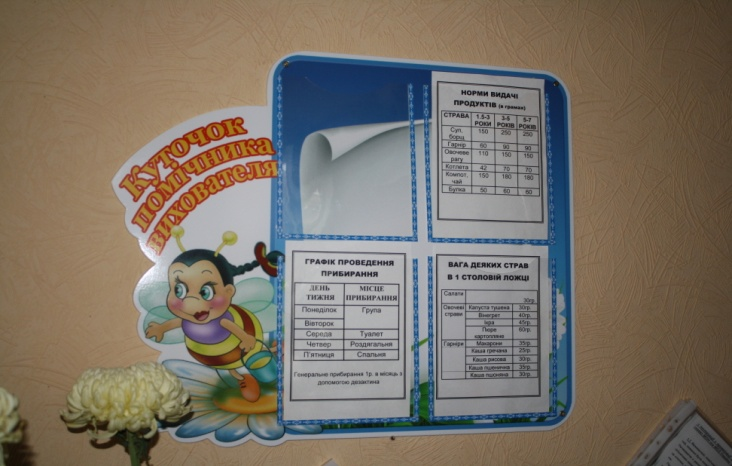 Куточок
помічника
вихователя
НОРМИ ВИДАЧІ
ПРОДУКТІВ (в грамах)
СТРАВА 1.5-3 РОКИ 3-5 РОКІВ 5-7 РОКІВ
Суп, борщ 150 250 250
Гарнір 60 90 90
Овочеве рагу 110 150 150
Котлета 42 70 70
Компот, чай 150 180 180
Булка 50 60 60
ГРАФІК ПРОВЕДЕННЯ
ПРИБИРАННЯ
ДЕНЬ ТИЖНЯ МІСЦЕ ПРИБИРАННЯ
Понеділок Група
Вівторок
Середа Туалет
Четвер Роздягальня
П'ятниця Спальня
Генеральне прибирання 1р. в місяць з
допомогою дезактина
ВАГА ДЕЯКИХ СТРАВ
В 1 СТОЛОВІЙ ЛОЖЦІ
Салати 30гр.
Овочеві страви Капуста тушена 30гр.
Вінегрет 40гр.
Ікра 45гр.
Пюре картопляне 60гр.
Гарніри Макарони 35гр.
Каша гречана 25гр.
Каша рисова 30гр.
Каша пшенична 35гр.
Каша пшоняна 30гр.